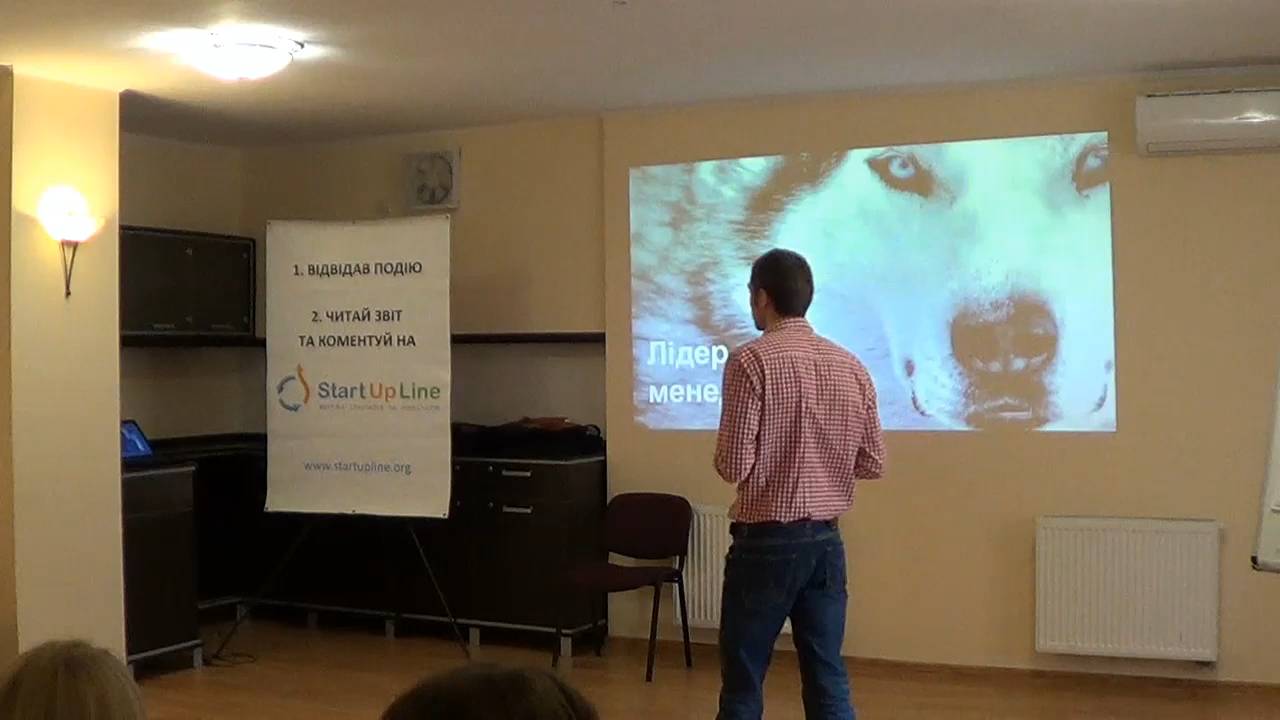 1. ВІДВІДАВ ПОДІЮ
2. ЧИТАЙ ЗВІТ
ТА КОМЕНТУЙ НА
StartUp Line
www.startupline.org
Лідер
мене